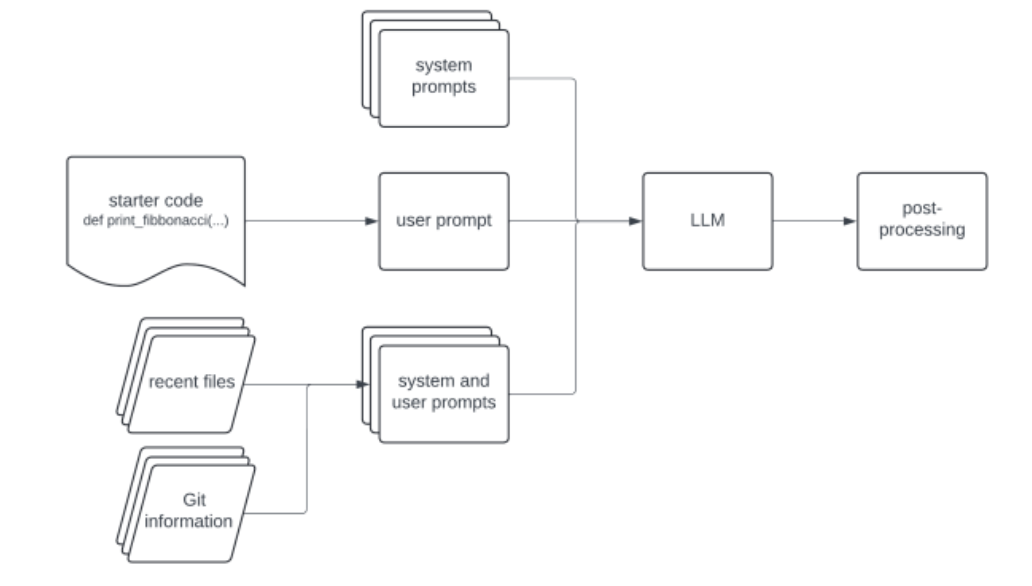 system
prompts
starter code
def print_fibbonacci(...)
user prompt
LLM
post-
processing
recent files
system and
user prompts
Git
information